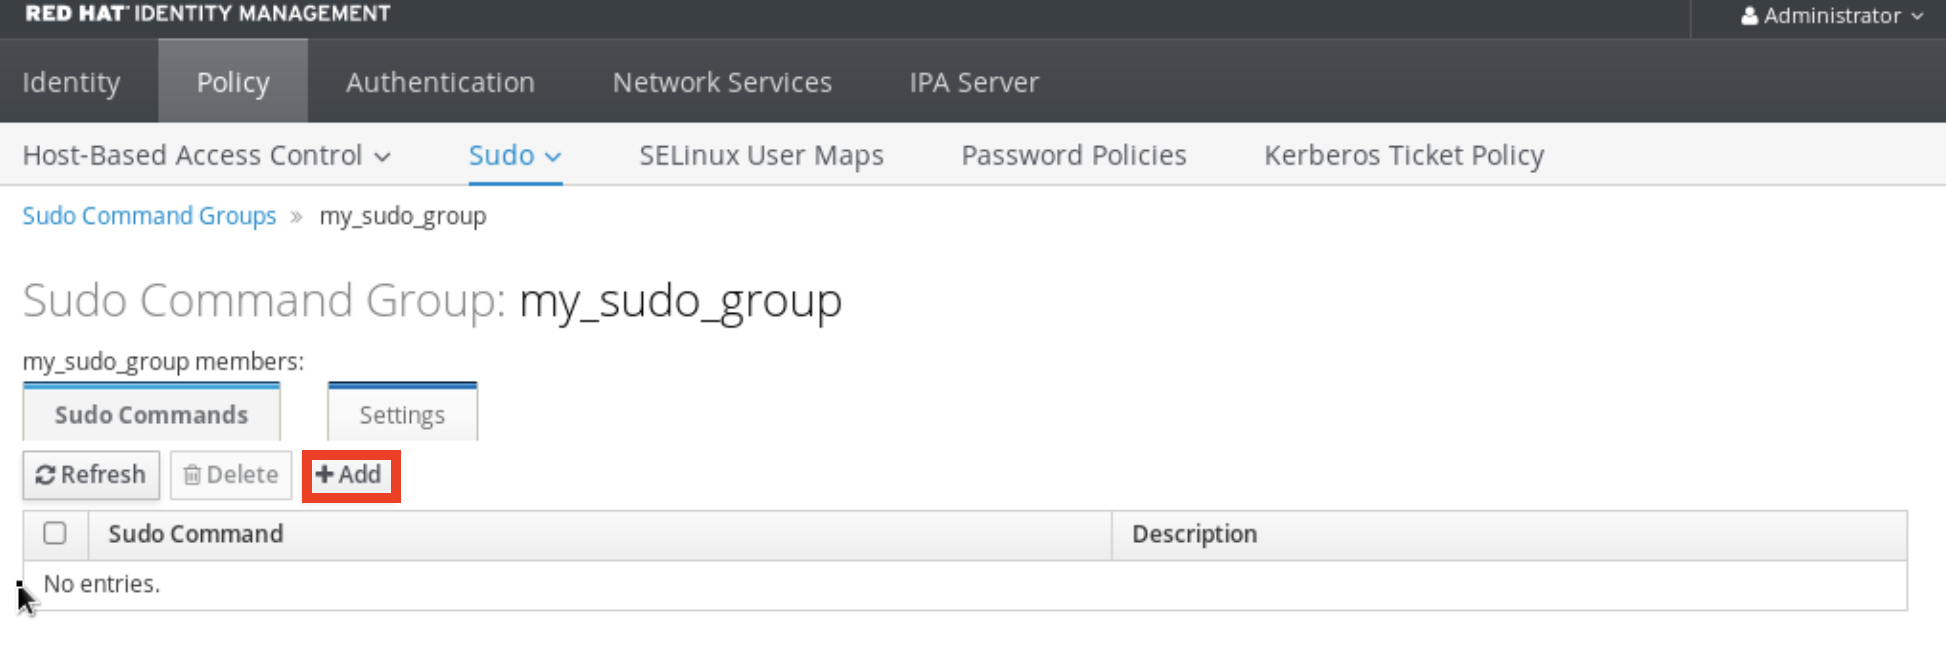 RED HAT IDENTITY MANAGEMENT
Administrator
Identity Policy Authentication Network Services IPA Server
Host-Based Access Control Sudo SELinux User Maps Password Policies Kerberos Ticket Policy
Sudo Command Groups » my_sudo_group
Sudo Command Group: my_sudo_group
my_sudo_group members:
Sudo Commands Settings
Refresh Delete +Add
Sudo Command Description
No entries.